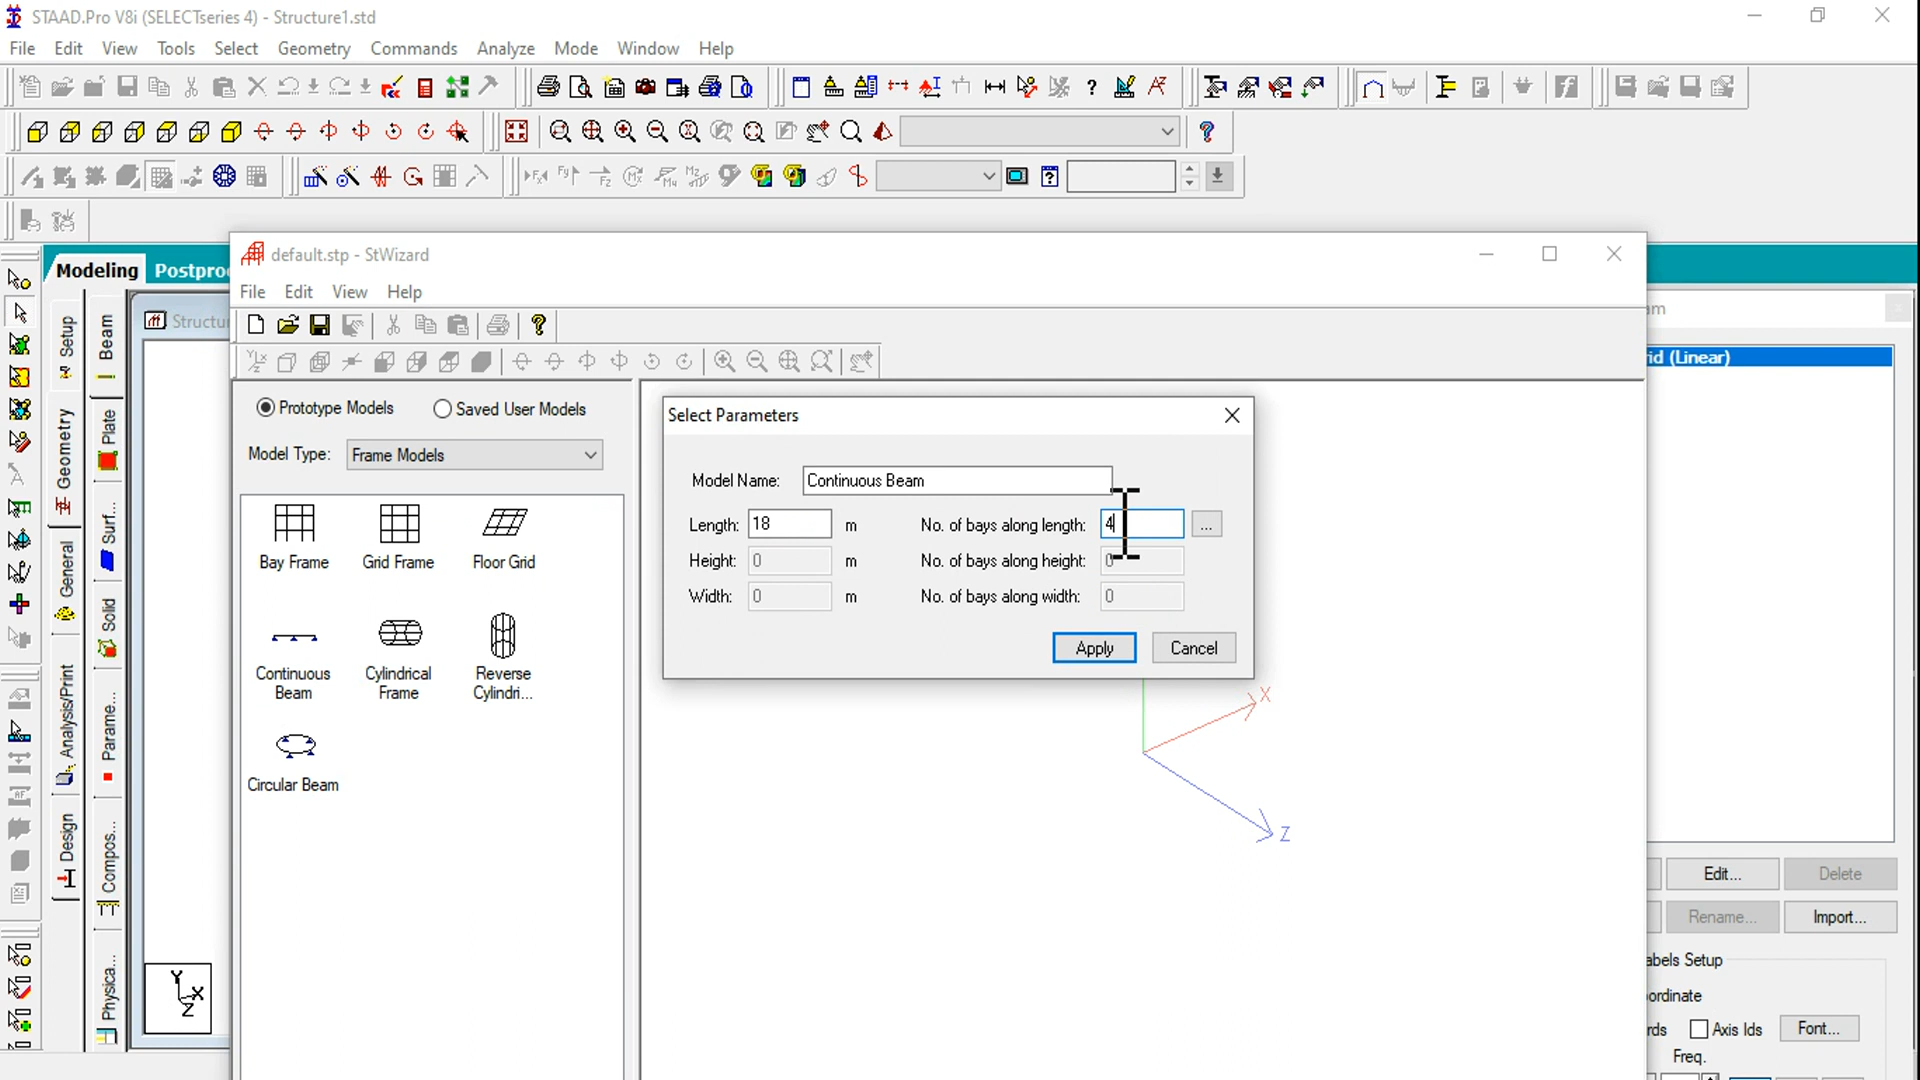 STAAD.Pro V8i (SELECTseries 4) - Structure1.std
File Edit View Tools Select Geometry Commands Analyze Mode Window Help
Modeling Postpro
default.stp - StWizard
File Edit View Help
Structu
am
id (Linear)
Setup
Geometry
General
Analysis/Print
Design
Beam
Plate
Surf...
Solid
Parame...
Compos...
Physica...
Prototype Models Saved User Models
Model Type: Frame Models
Bay Frame Grid Frame Floor Grid
Continuous Beam
Cylindrical Frame
Reverse Cylindri...
Circular Beam
Select Parameters
Model Name: Continuous Beam
Length: 18 m No. of bays along length: 4 ...
Height: 0 m No. of bays along height: 0
Width: 0 m No. of bays along width: 0
Apply Cancel
X
Z
Y
X
Z
Edit... Delete
Rename... Import...
abels Setup
ordinate
rds Axis Ids Font...
Freq.